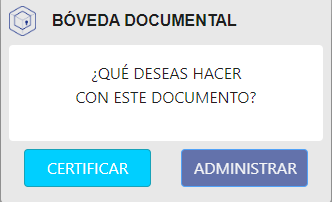 BÓVEDA DOCUMENTAL
¿QUÉ DESEAS HACER
CON ESTE DOCUMENTO?
CERTIFICAR
ADMINISTRAR